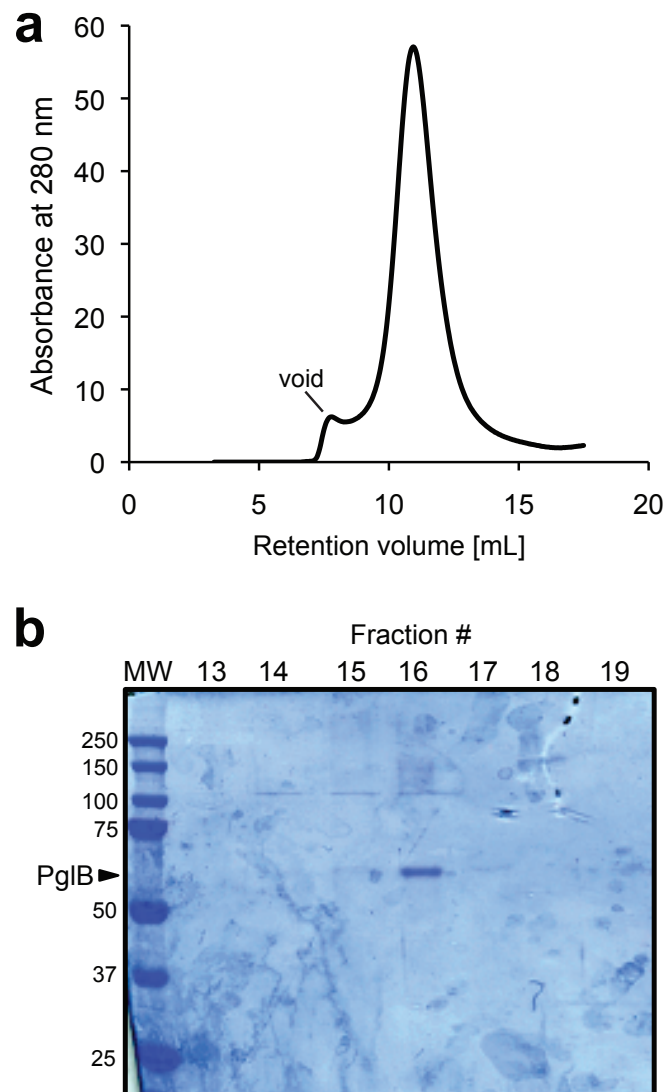 a
60
50
40
30
20
10
0
Absorbance at 280 nm
void
0 5 10 15 20
Retention volume [mL]
b
Fraction #
MW 13 14 15 16 17 18 19
250
150
100
75
PglB
50
37
25